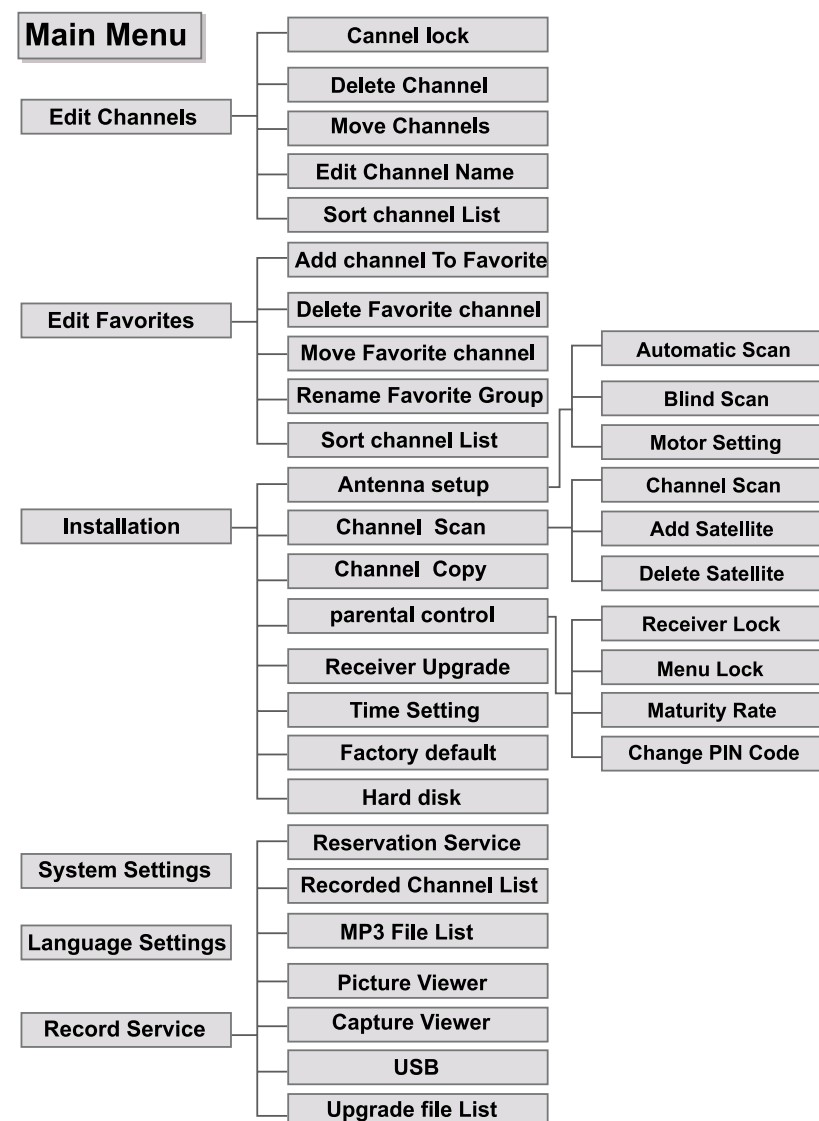 Main Menu
Edit Channels
Cannel lock
Delete Channel
Move Channels
Edit Channel Name
Sort channel List
Edit Favorites
Add channel To Favorite
Delete Favorite channel
Move Favorite channel
Rename Favorite Group
Sort channel List
Installation
Antenna setup
Automatic Scan
Blind Scan
Motor Setting
Channel Scan
Channel Scan
Add Satellite
Delete Satellite
Channel Copy
parental control
Receiver Lock
Menu Lock
Maturity Rate
Change PIN Code
Receiver Upgrade
Time Setting
Factory default
Hard disk
System Settings
Language Settings
Record Service
Reservation Service
Recorded Channel List
MP3 File List
Picture Viewer
Capture Viewer
USB
Upgrade file List